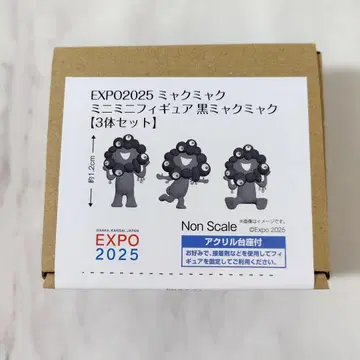 EXPO2025 ミャクミャク
ミニミニフィギュア 黒ミャクミャク
【3体セット】
約1.2cm
Non Scale
※画像はイメージです。
©Expo 2025
OSAKA, KANSAI, JAPAN
EXPO
2025
アクリル台座付
お好みで、接着剤などを使用してフィ
ギュアを固定してご利用ください。